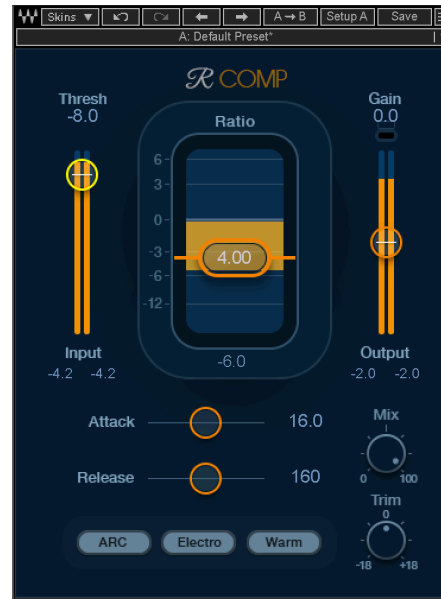 Skins ▼ A→B Setup A Save
A: Default Preset*
R COMP
Thresh
-8.0
Gain
0.0
Ratio
6
3
0
-3
-6
-12
4.00
-6.0
Input
-4.2 -4.2
Output
-2.0 -2.0
Attack 16.0
Mix
0 100
Release 160
Trim
0
-18 +18
ARC Electro Warm